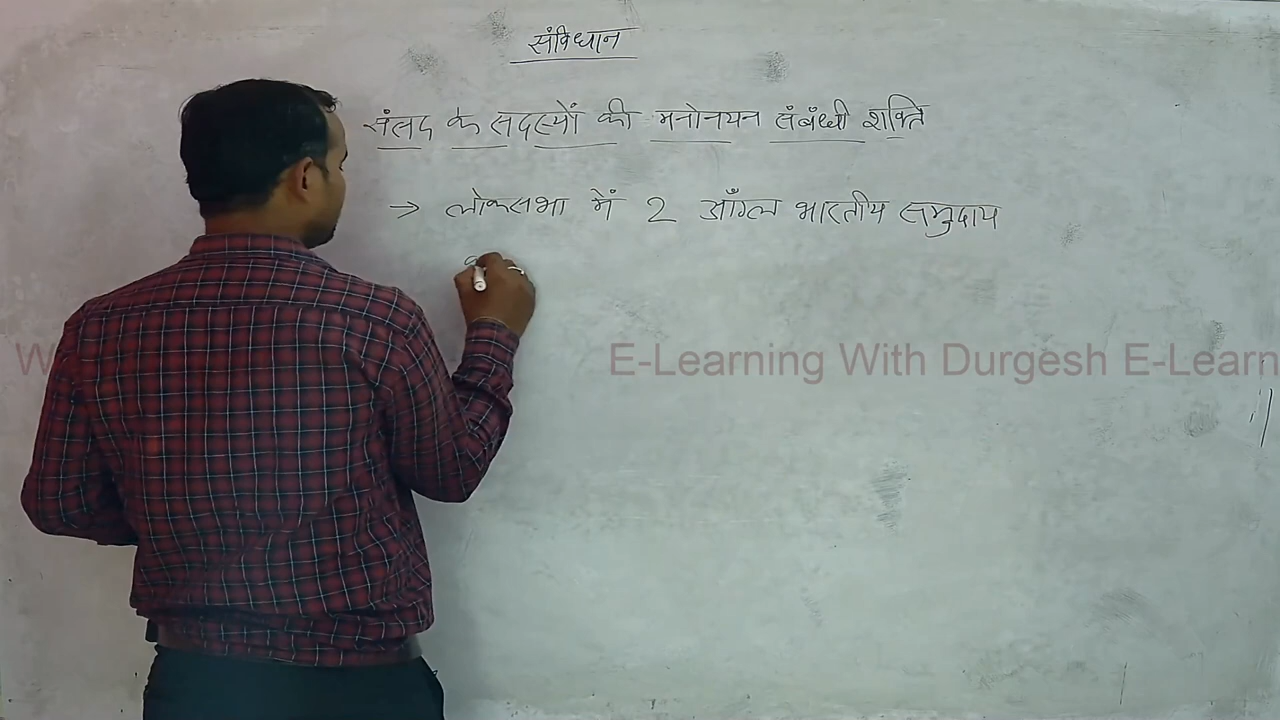 संविधान
संसद के सदस्यों की मनोनयन संबंधी शक्ति
→ लोकसभा में 2 आँग्ल भारतीय समुदाय
W E-Learning With Durgesh E-Learn